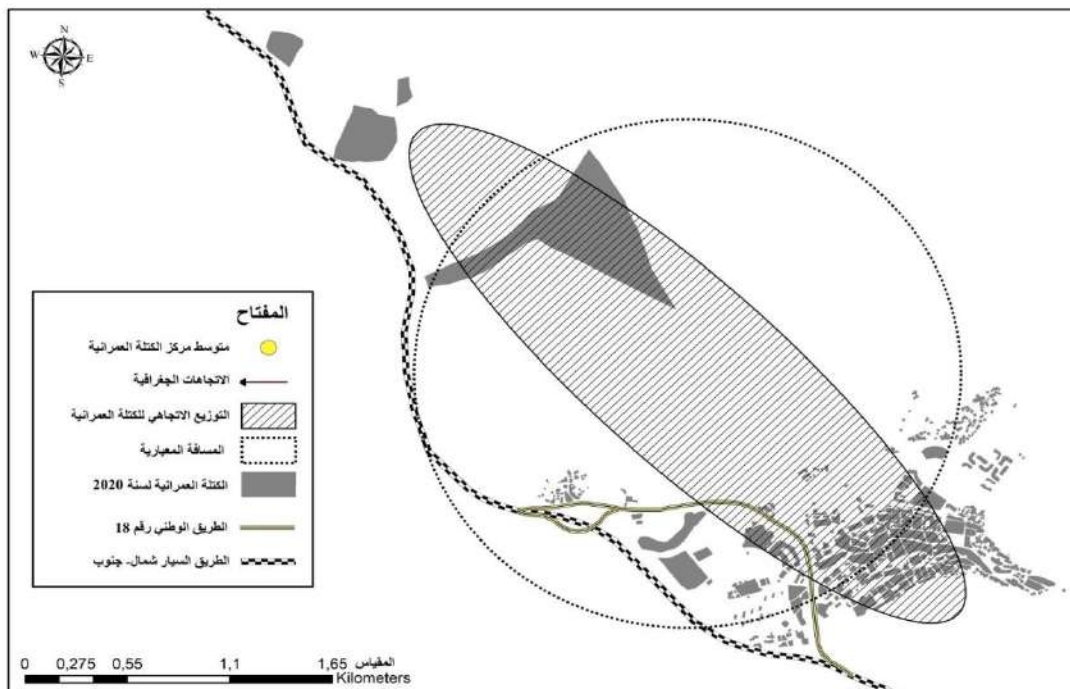 N
W E
S
المفتاح
متوسط مركز الكتلة العمرانية
الاتجاهات الجغرافية
التوزيع الاتجاهي للكتلة العمرانية
المسافة المعيارية
الكتلة العمرانية لسنة 2020
الطريق الوطني رقم 18
الطريق السيار شمال- جنوب
0 0,275 0,55 1,1 1,65 المقياس
Kilometers